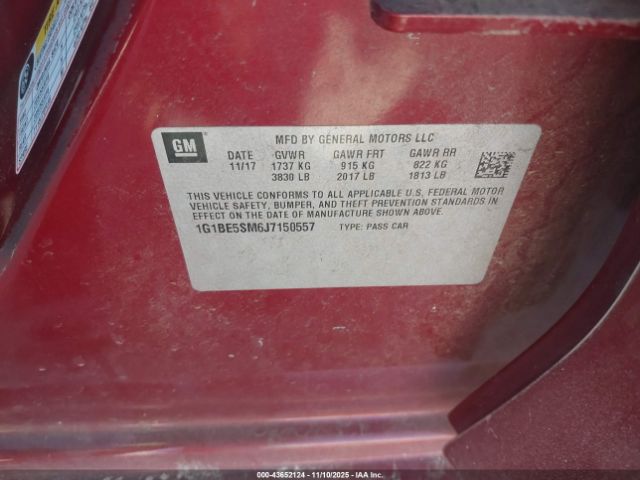 GM
MFD BY GENERAL MOTORS LLC
DATE GVWR GAWR FRT GAWR RR
11/17 1737 KG 915 KG 822 KG
3830 LB 2017 LB 1813 LB
THIS VEHICLE CONFORMS TO ALL APPLICABLE U.S. FEDERAL MOTOR
VEHICLE SAFETY, BUMPER, AND THEFT PREVENTION STANDARDS IN
EFFECT ON THE DATE OF MANUFACTURE SHOWN ABOVE.
1G1BE5SM6J7150557 TYPE: PASS CAR
000-43652124 - 11/10/2025 - IAAI.COM